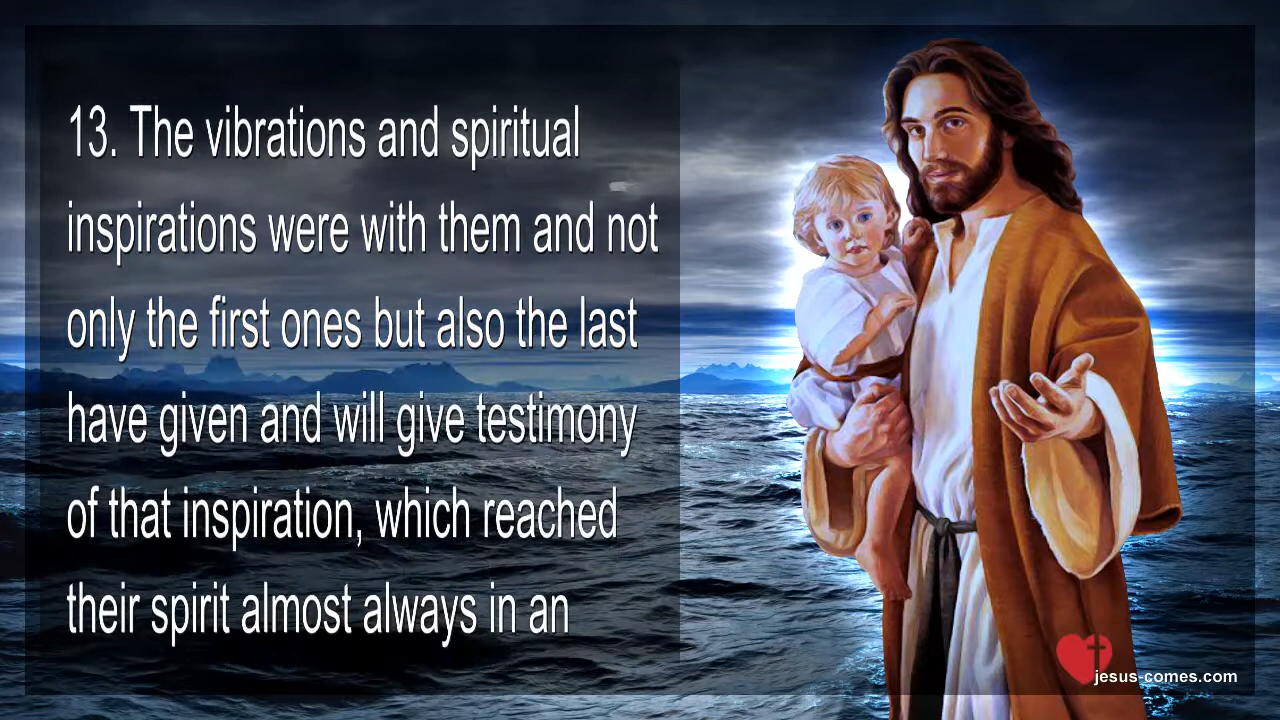 13. The vibrations and spiritual
inspirations were with them and not
only the first ones but also the last
have given and will give testimony
of that inspiration, which reached
their spirit almost always in an
jesus-comes.com